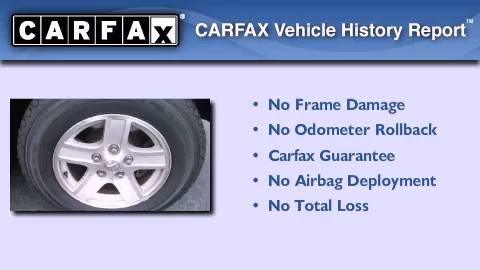 CARFAX® CARFAX Vehicle History Report™
• No Frame Damage
• No Odometer Rollback
• Carfax Guarantee
• No Airbag Deployment
• No Total Loss